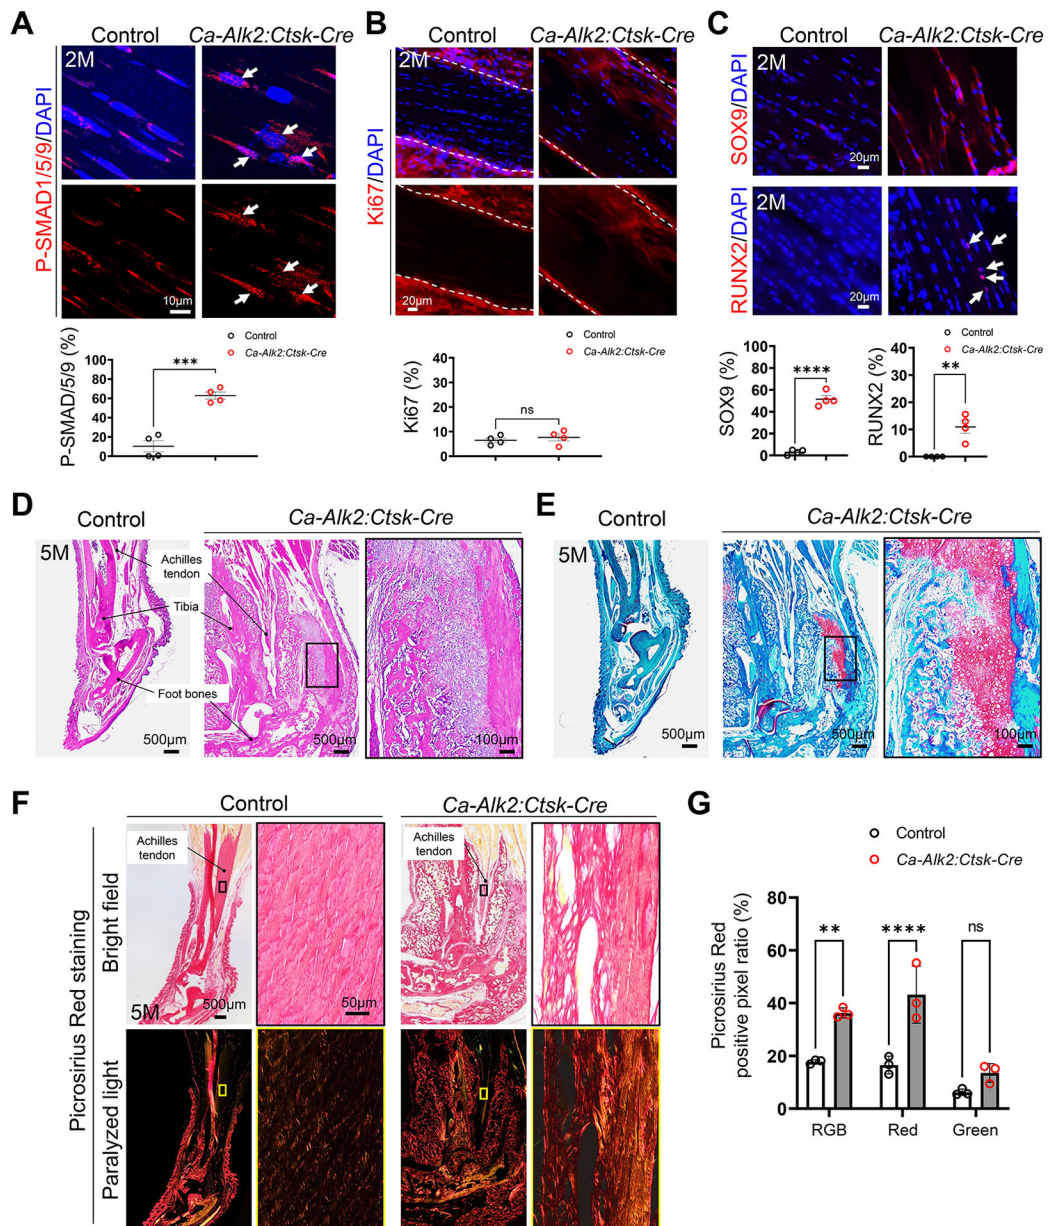 A
Control
Ca-Alk2:Ctsk-Cre
2M
P-SMAD1/5/9/DAPI
10µm
Control
Ca-Alk2:Ctsk-Cre
P-SMAD/5/9 (%)
100
80
60
40
20
0
***
B
Control
Ca-Alk2:Ctsk-Cre
2M
Ki67/DAPI
20µm
Control
Ca-Alk2:Ctsk-Cre
Ki67 (%)
40
30
20
10
0
ns
C
Control
Ca-Alk2:Ctsk-Cre
2M
SOX9/DAPI
20µm
20µm
2M
RUNX2/DAPI
20µm
20µm
Control
Ca-Alk2:Ctsk-Cre
SOX9 (%)
100
80
60
40
20
0
****
RUNX2 (%)
40
30
20
10
0
**
D
Control
Ca-Alk2:Ctsk-Cre
5M
Achilles
tendon
Tibia
Foot bones
500µm
500µm
100µm
E
Control
Ca-Alk2:Ctsk-Cre
5M
500µm
500µm
100µm
F
Control
Ca-Alk2:Ctsk-Cre
Picrosirius Red staining
Bright field
Achilles
tendon
5M
500µm
50µm
Achilles
tendon
Paralyzed light
G
Control
Ca-Alk2:Ctsk-Cre
Picrosirius Red
positive pixel ratio (%)
80
60
40
20
0
**
****
ns
RGB
Red
Green